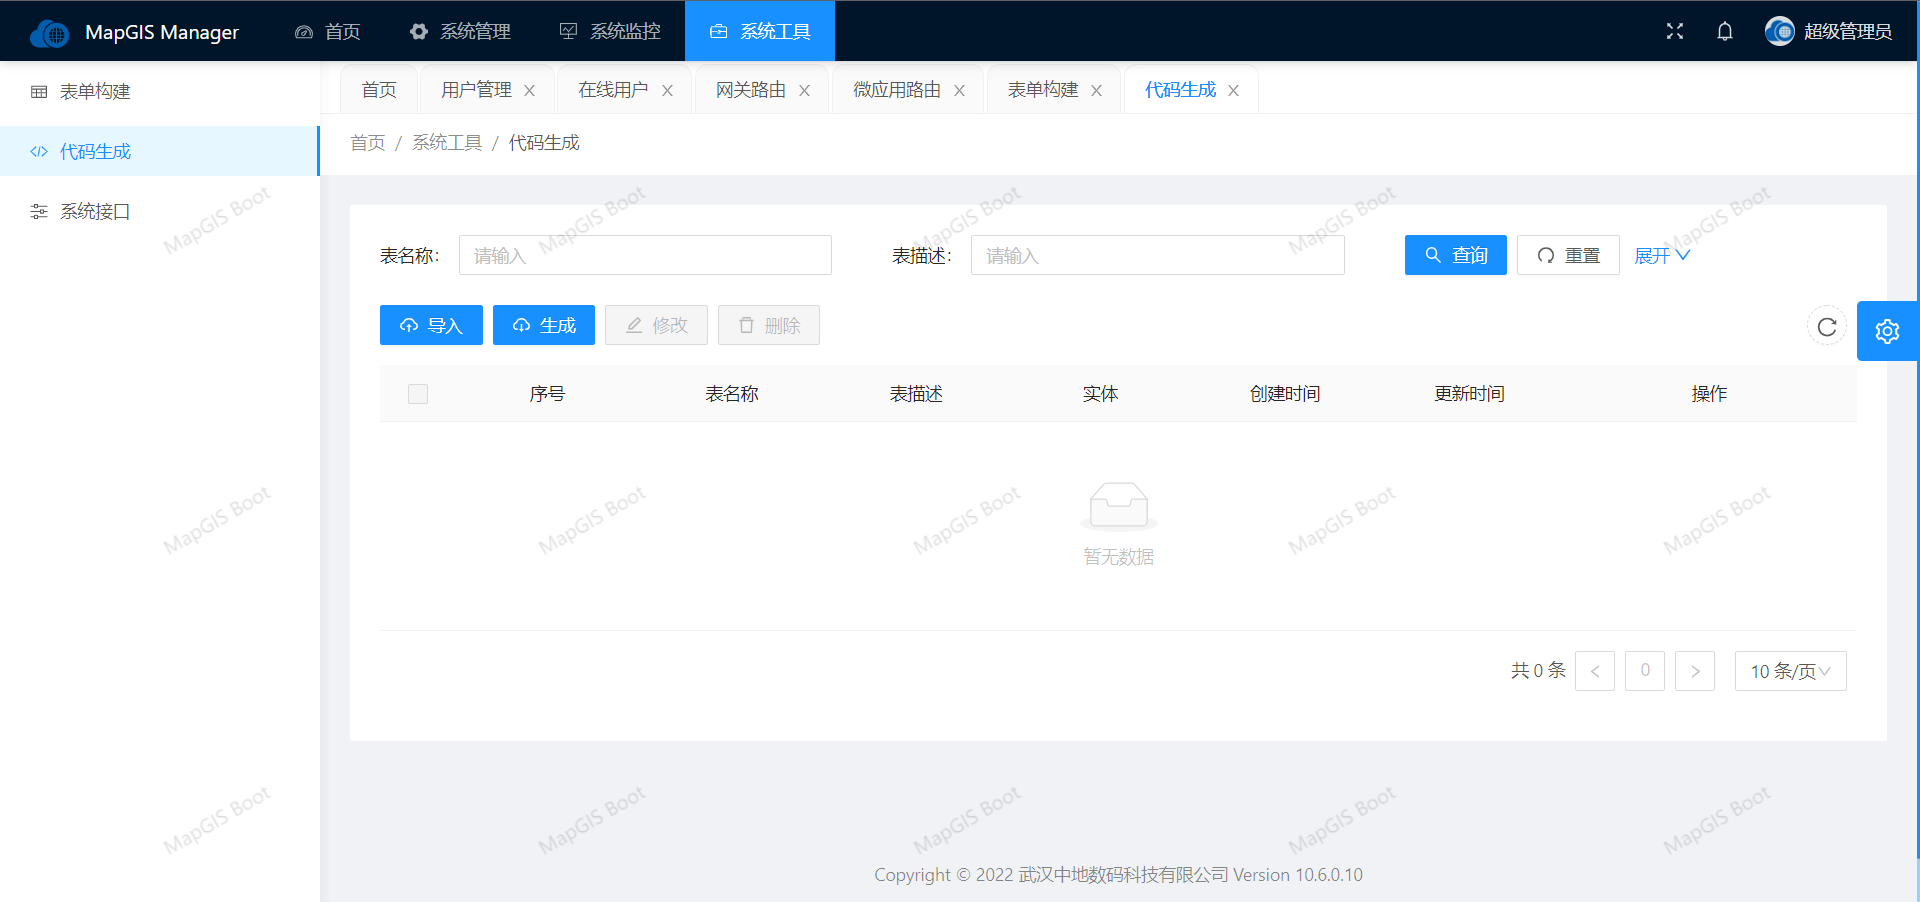 MapGIS Manager 首页 系统管理 系统监控 系统工具 超级管理员
表单构建
代码生成
系统接口
首页 用户管理 在线用户 网关路由 微应用路由 表单构建 代码生成
首页 / 系统工具 / 代码生成
表名称: 请输入 表描述: 请输入 查询 重置 展开
导入 生成 修改 删除
序号 表名称 表描述 实体 创建时间 更新时间 操作
暂无数据
共 0 条 < 0 > 10 条/页
MapGIS Boot MapGIS Boot MapGIS Boot MapGIS Boot MapGIS Boot
MapGIS Boot MapGIS Boot MapGIS Boot MapGIS Boot MapGIS Boot
MapGIS Boot MapGIS Boot MapGIS Boot MapGIS Boot MapGIS Boot
Copyright © 2022 武汉中地数码科技有限公司 Version 10.6.0.10